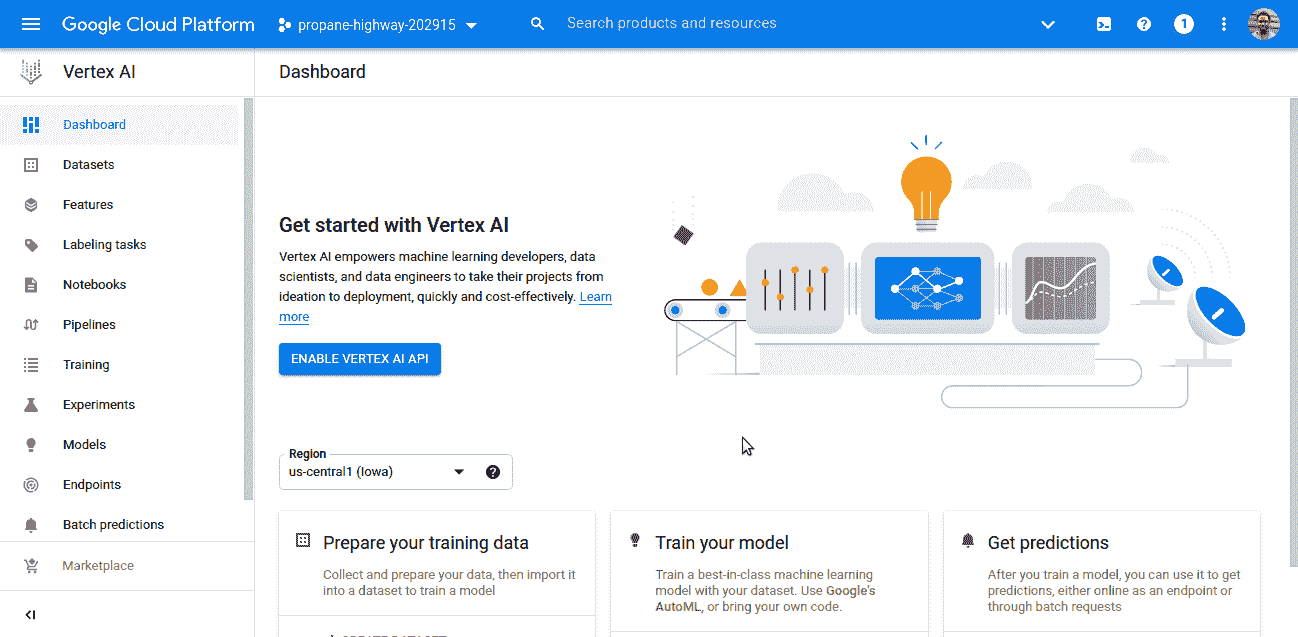 Google Cloud Platform
propane-highway-202915
Search products and resources
1
Vertex AI
Dashboard
Dashboard
Datasets
Features
Labeling tasks
Notebooks
Pipelines
Training
Experiments
Models
Endpoints
Batch predictions
Marketplace
Get started with Vertex AI
Vertex AI empowers machine learning developers, data
scientists, and data engineers to take their projects from
ideation to deployment, quickly and cost-effectively. Learn
more
ENABLE VERTEX AI API
Region
us-central1 (Iowa)
Prepare your training data
Collect and prepare your data, then import it
into a dataset to train a model
Train your model
Train a best-in-class machine learning
model with your dataset. Use Google's
AutoML, or bring your own code.
Get predictions
After you train a model, you can use it to get
predictions, either online as an endpoint or
through batch requests